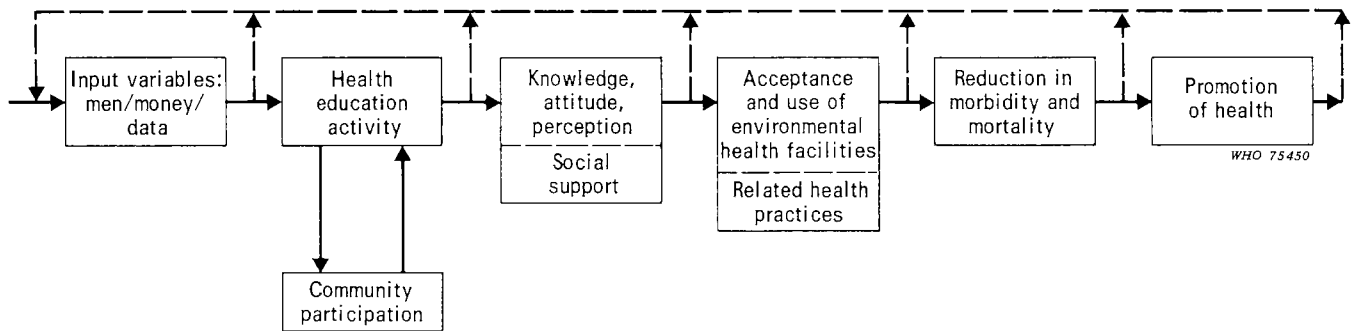 Input variables:
men/money/
data
Health
education
activity
Knowledge,
attitude,
perception
Social
support
Acceptance
and use of
environmental
health facilities
Related health
practices
Reduction in
morbidity and
mortality
Promotion
of health
WHO 75450
Community
participation